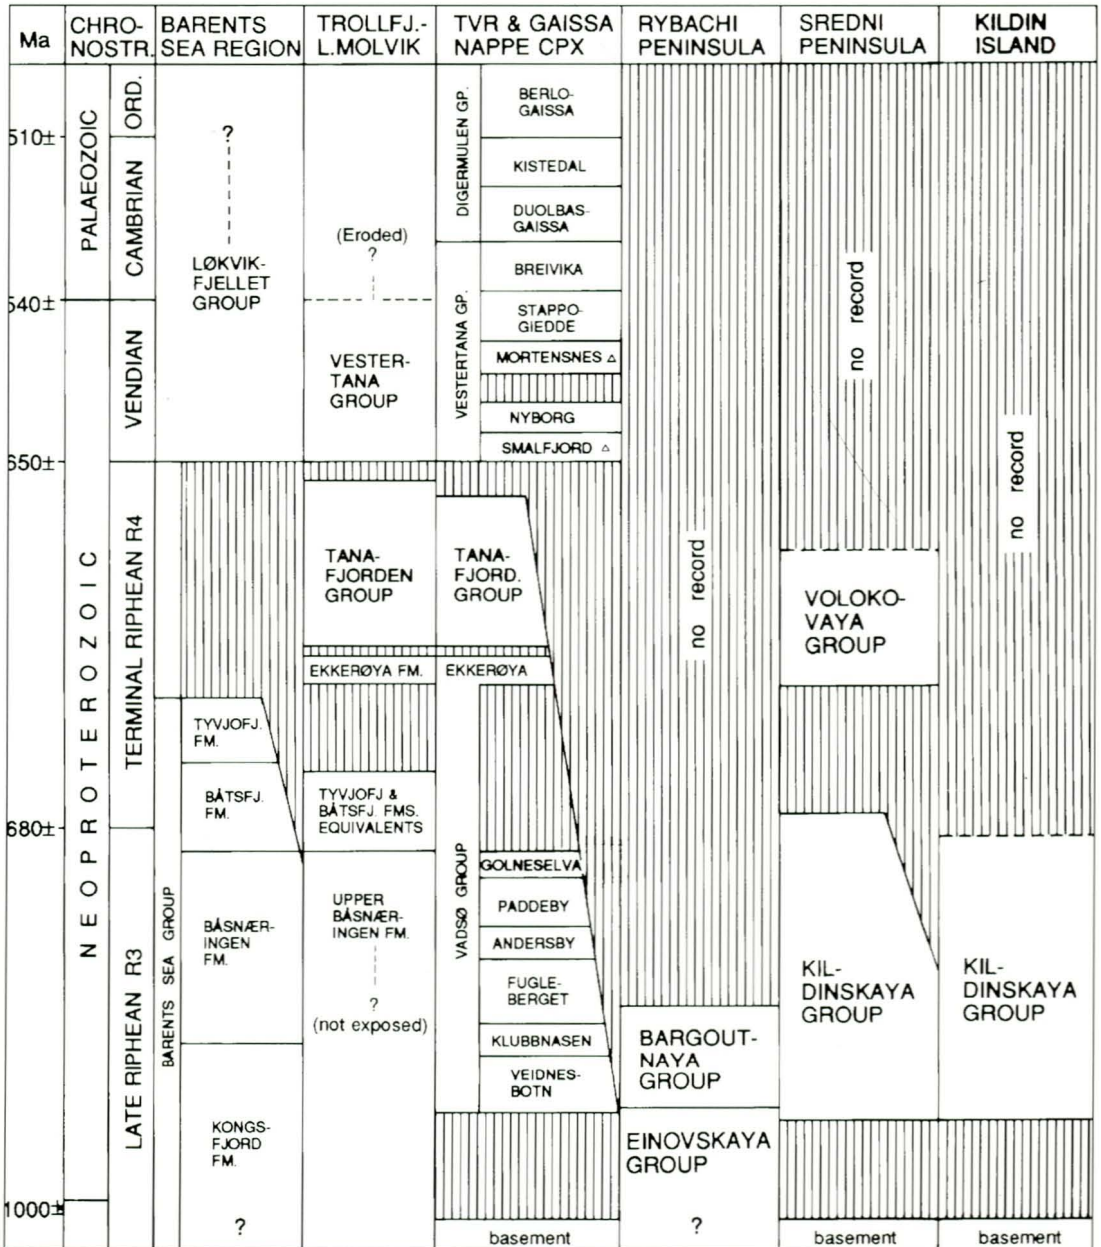 Ma
CHRO-
NOSTR.
BARENTS
SEA REGION
TROLLFJ.-
L.MOLVIK
TVR & GAISSA
NAPPE CPX
RYBACHI
PENINSULA
SREDNI
PENINSULA
KILDIN
ISLAND
510±
540±
650±
680±
1000±
PALAEOZOIC
NEOPROTEROZOIC
ORD.
CAMBRIAN
VENDIAN
TERMINAL RIPHEAN R4
LATE RIPHEAN R3
?
LØKVIK-
FJELLET
GROUP
BARENTS SEA GROUP
TYVJOFJ.
FM.
BÅTSFJ.
FM.
BÅSNÆR-
INGEN
FM.
KONGS-
FJORD
FM.
?
(Eroded)
?
VESTER-
TANA
GROUP
TANA-
FJORDEN
GROUP
EKKERØYA FM.
TYVJOFJ &
BÅTSFJ. FMS.
EQUIVALENTS
UPPER
BÅSNÆR-
INGEN FM.
?
(not exposed)
DIGERMULEN GP.
BERLO-
GAISSA
KISTEDAL
DUOLBAS-
GAISSA
VESTERTANA GP.
BREIVIKA
STAPPO-
GIEDDE
MORTENSNES △
NYBORG
SMALFJORD △
TANA-
FJORD.
GROUP
EKKERØYA
VADSØ GROUP
GOLNESELVA
PADDEBY
ANDERSBY
FUGLE-
BERGET
KLUBBNASEN
VEIDNES-
BOTN
basement
no record
BARGOUT-
NAYA
GROUP
EINOVSKAYA
GROUP
?
no record
VOLOKO-
VAYA
GROUP
KIL-
DINSKAYA
GROUP
basement
no record
KIL-
DINSKAYA
GROUP
basement